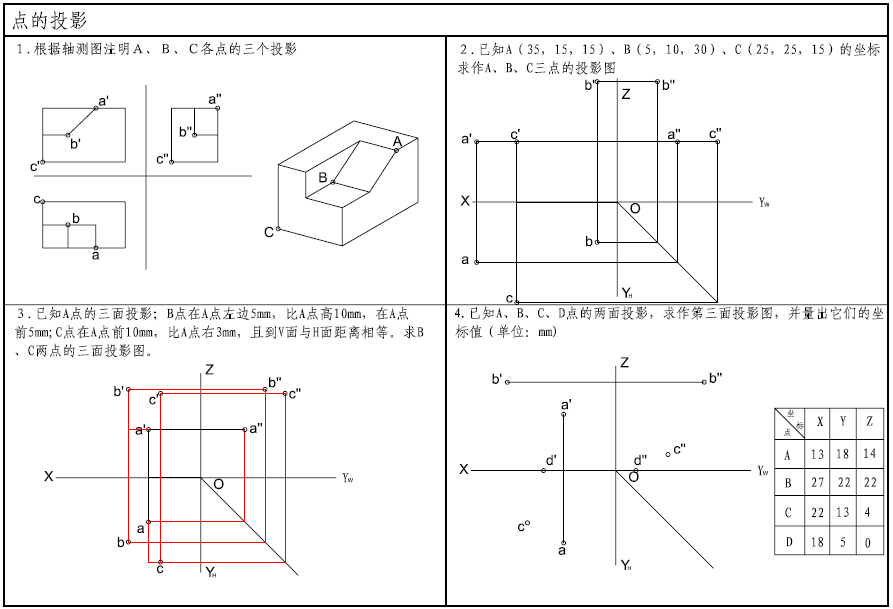 点的投影
1.根据轴测图注明A、B、C各点的三个投影
a'
b'
c'
a"
b"
c"
c
b
a
A
B
C
2.已知A(35,15,15)、B(5,10,30)、C(25,25,15)的坐标
求作A、B、C三点的投影图
b'
b"
Z
a'
c'
a"
c"
X
O
YW
b
a
c
YH
3.已知A点的三面投影;B点在A点左边5mm,比A点高10mm,在A点
前5mm;C点在A点前10mm,比A点右3mm,且到V面与H面距离相等。求B
、C两点的三面投影图。
Z
b'
b"
c'
c"
a'
a"
X
O
YW
a
b
c
YH
4.已知A、B、C、D点的两面投影,求作第三面投影图,并量出它们的坐
标值(单位:mm)
Z
b'
b"
a'
c"
d'
d"
X
O
YW
c
a
YH
坐标
点
X Y Z
A 13 18 14
B 27 22 22
C 22 13 4
D 18 5 0